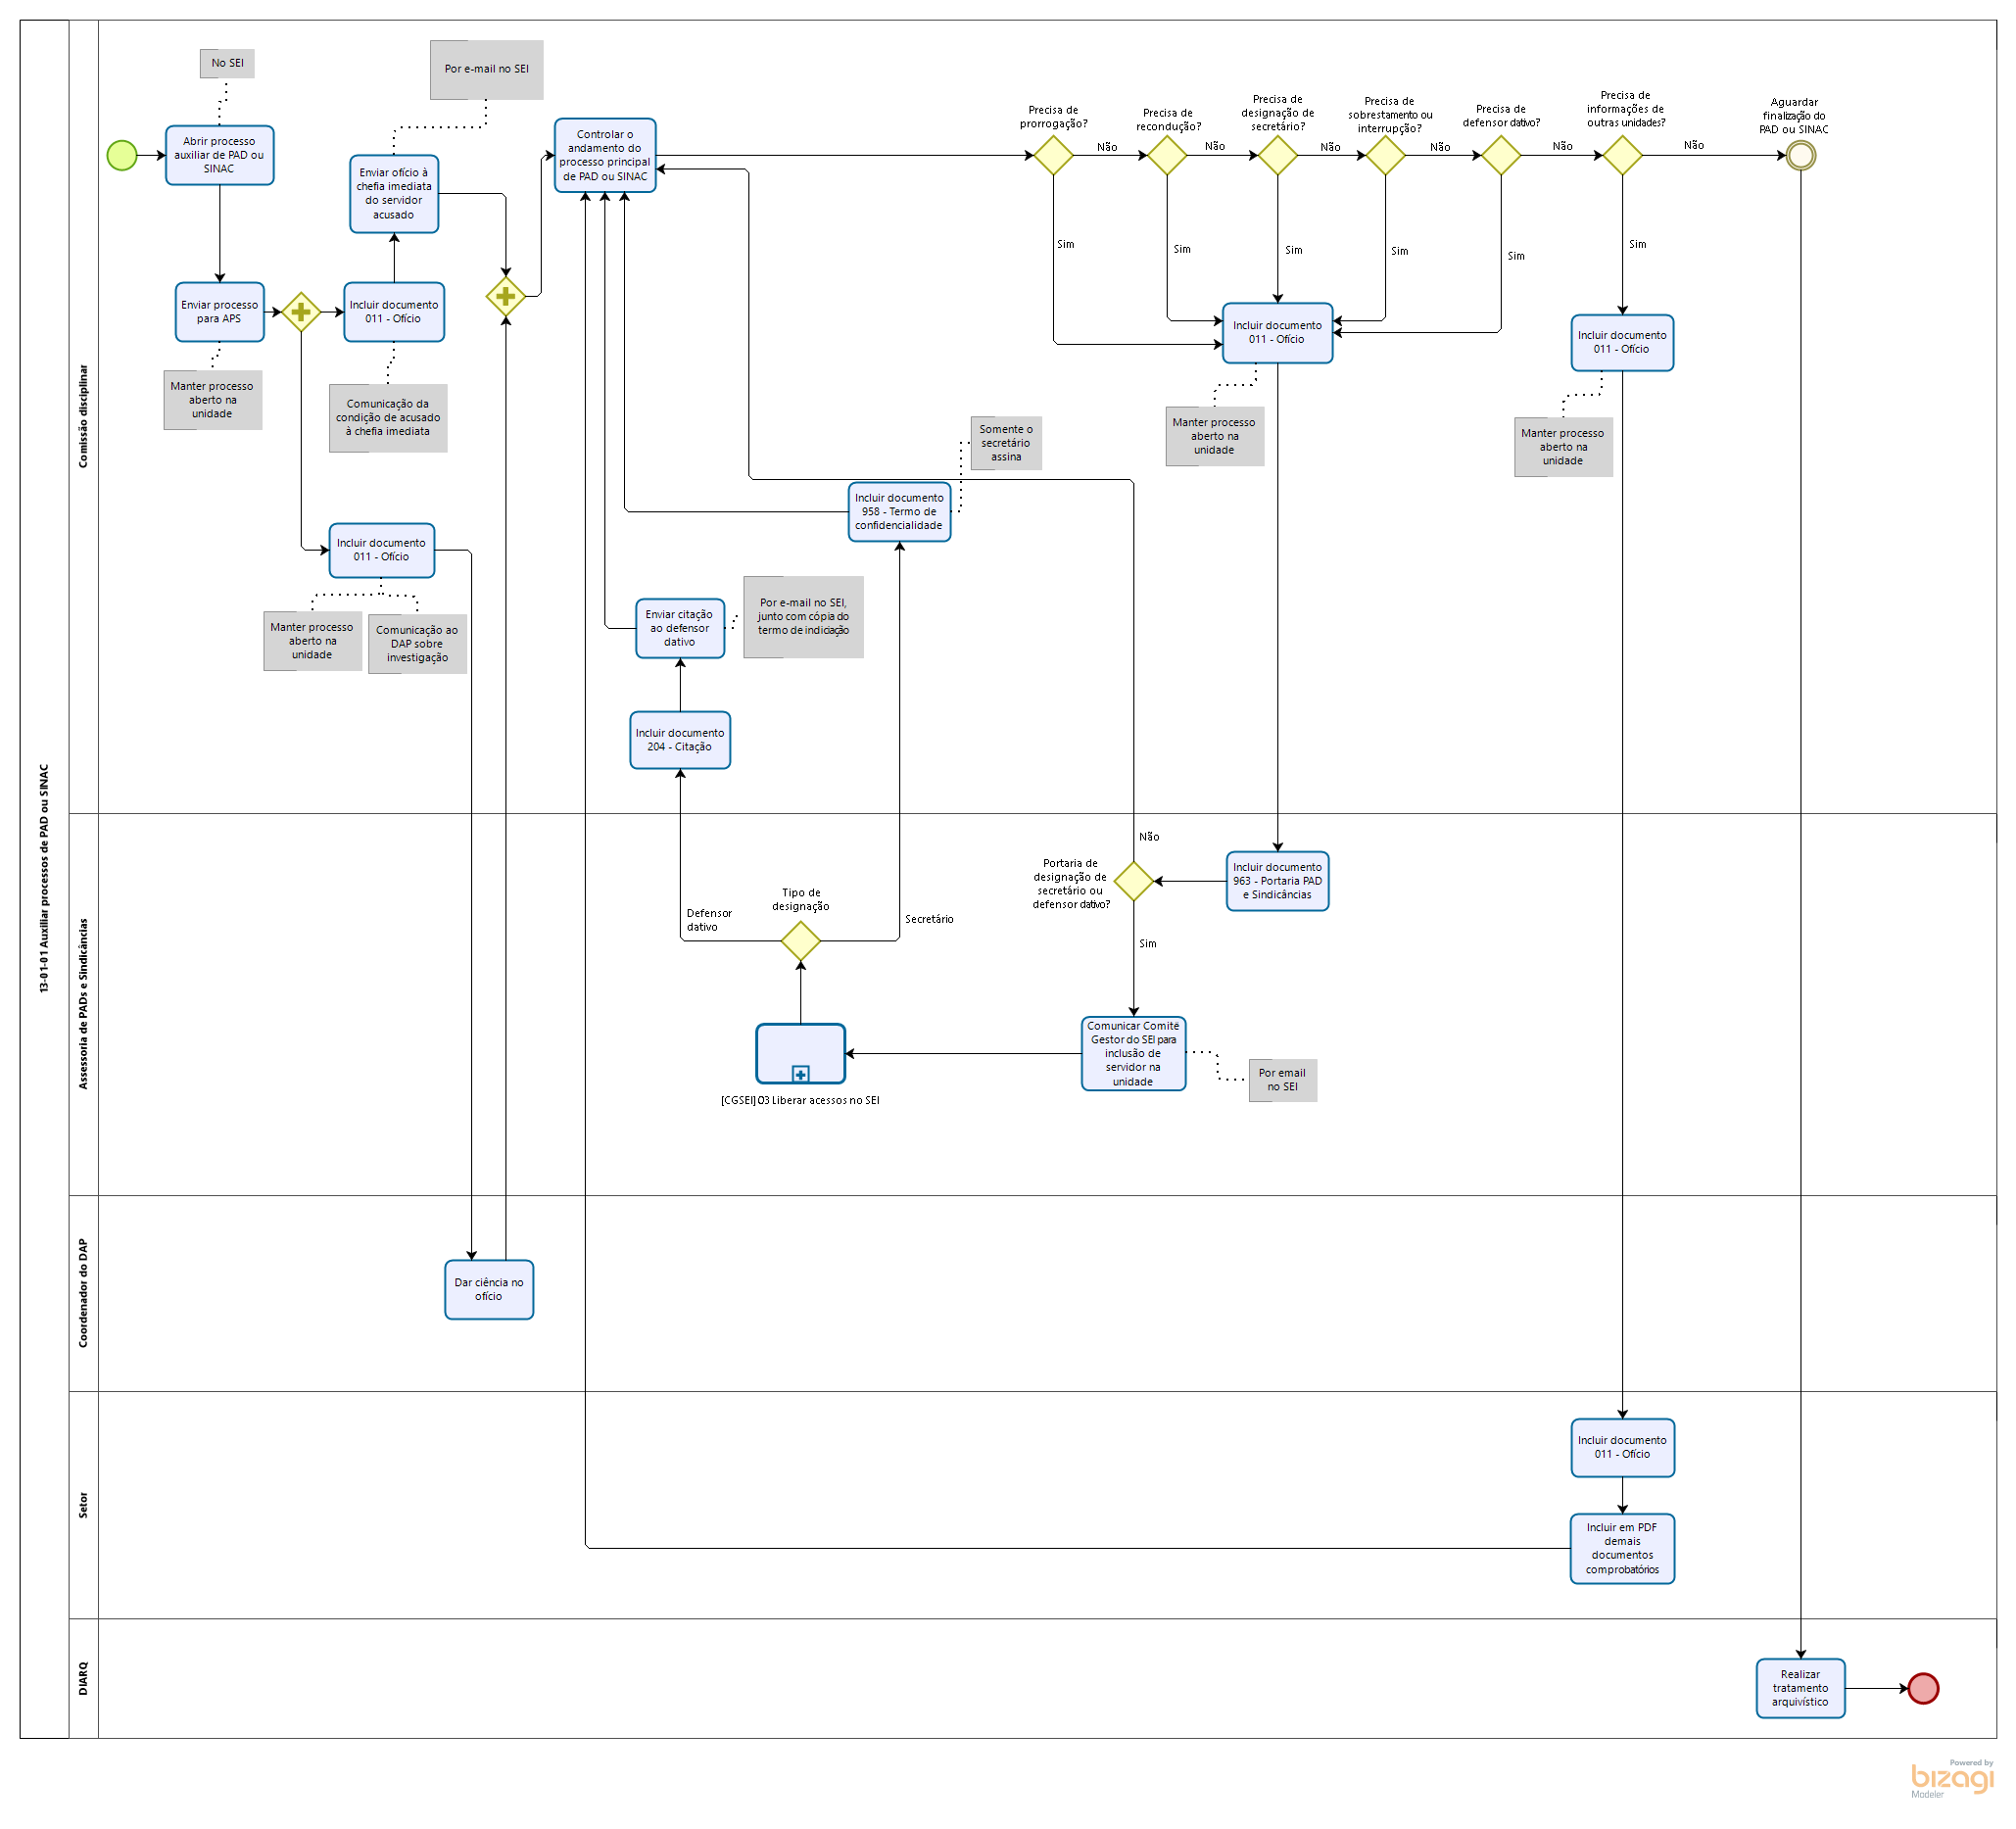 13-01-01 Auxiliar processos de PAD ou SINAC
Comissão disciplinar
No SEI
Por e-mail no SEI
Abrir processo
auxiliar de PAD ou
SINAC
Enviar ofício à
chefia imediata
do servidor
acusado
Controlar o
andamento do
processo principal
de PAD ou SINAC
Precisa de
prorrogação?
Não
Sim
Precisa de
recondução?
Não
Sim
Precisa de
designação de
secretário?
Não
Sim
Precisa de
sobrestamento ou
interrupção?
Não
Sim
Precisa de
defensor dativo?
Não
Sim
Precisa de
informações de
outras unidades?
Não
Sim
Aguardar
finalização do
PAD ou SINAC
Enviar processo
para APS
Incluir documento
011 - Ofício
Incluir documento
011 - Ofício
Incluir documento
011 - Ofício
Manter processo
aberto na
unidade
Comunicação da
condição de acusado
à chefia imediata
Manter processo
aberto na
unidade
Manter processo
aberto na
unidade
Somente o
secretário
assina
Incluir documento
958 - Termo de
confidencialidade
Incluir documento
011 - Ofício
Manter processo
aberto na
unidade
Comunicação ao
DAP sobre
investigação
Enviar citação
ao defensor
dativo
Por e-mail no SEI,
junto com cópia do
termo de indiciação
Incluir documento
204 - Citação
Assessoria de PADs e Sindicâncias
Não
Portaria de
designação de
secretário ou
defensor dativo?
Sim
Incluir documento
963 - Portaria PAD
e Sindicâncias
Tipo de
designação
Defensor
dativo
Secretário
Comunicar Comitê
Gestor do SEI para
inclusão de
servidor na
unidade
Por email
no SEI
[CGSEI] 03 Liberar acessos no SEI
Coordenador do DAP
Dar ciência no
ofício
Setor
Incluir documento
011 - Ofício
Incluir em PDF
demais
documentos
comprobatórios
DIARQ
Realizar
tratamento
arquivístico
Powered by
bizagi
Modeler